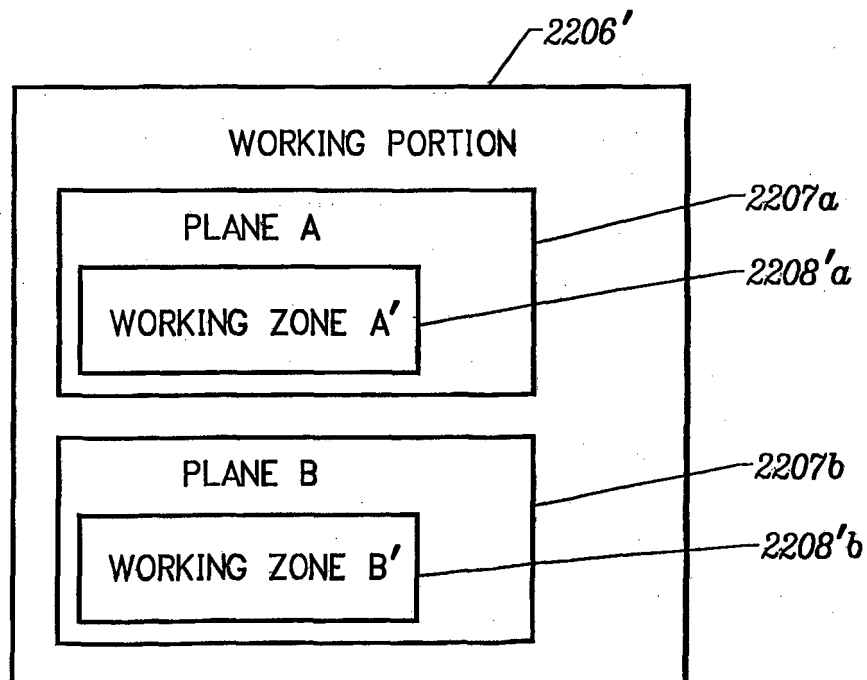 2206'
WORKING PORTION
2207a
PLANE A
2208'a
WORKING ZONE A'
2207b
PLANE B
2208'b
WORKING ZONE B'